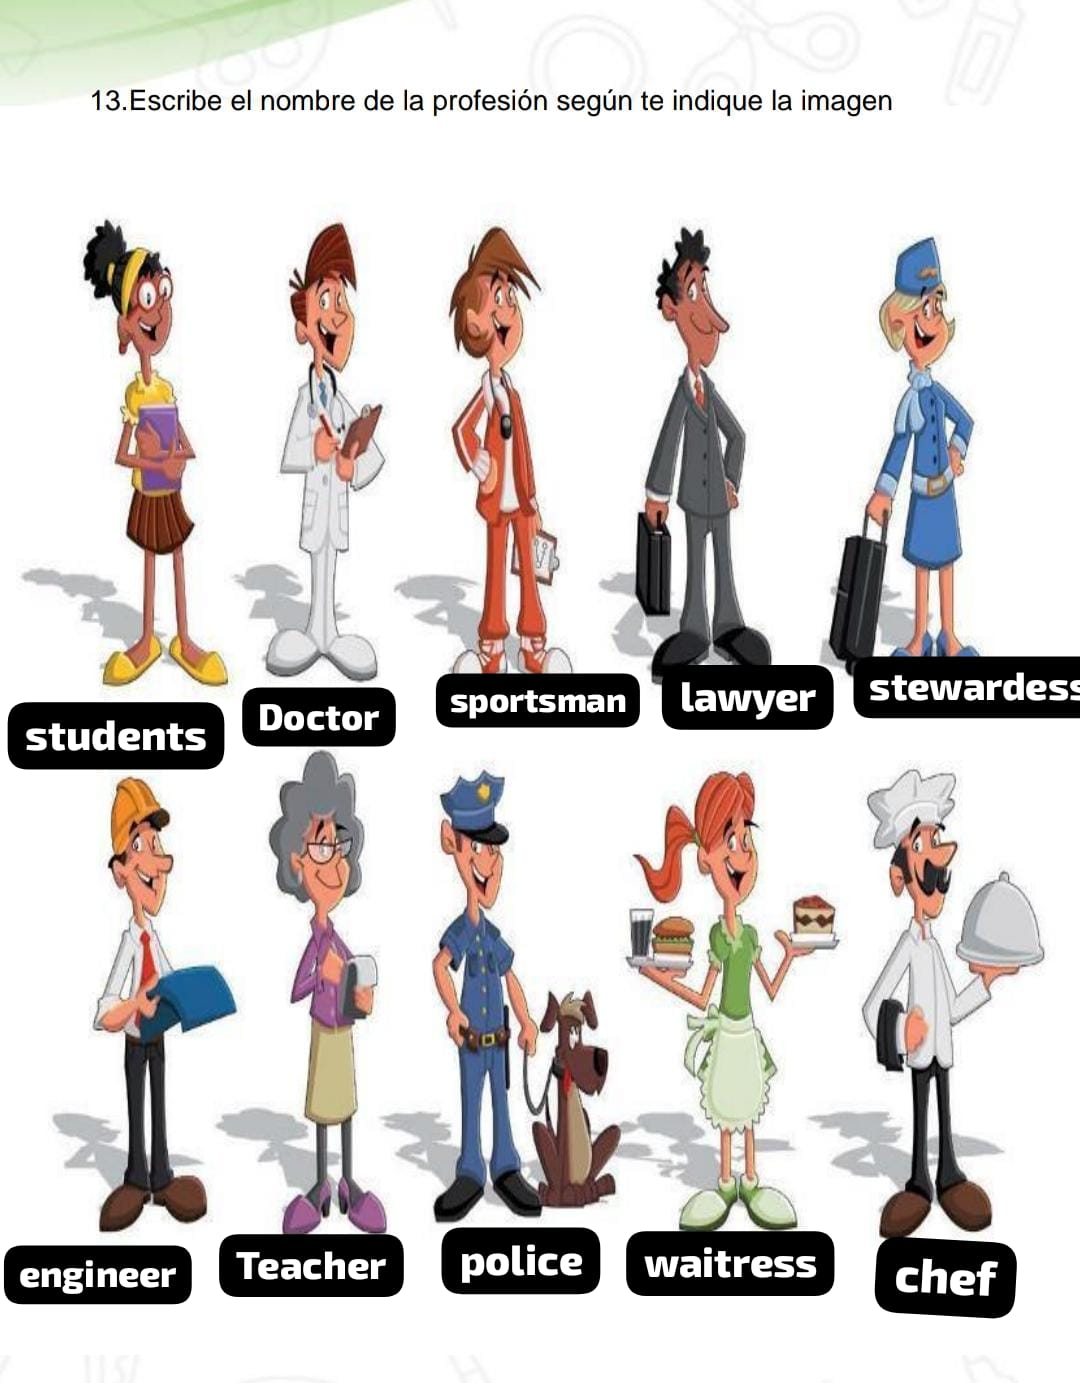 13.Escribe el nombre de la profesión según te indique la imagen
students
Doctor
sportsman
lawyer
stewardess
engineer
Teacher
police
waitress
chef